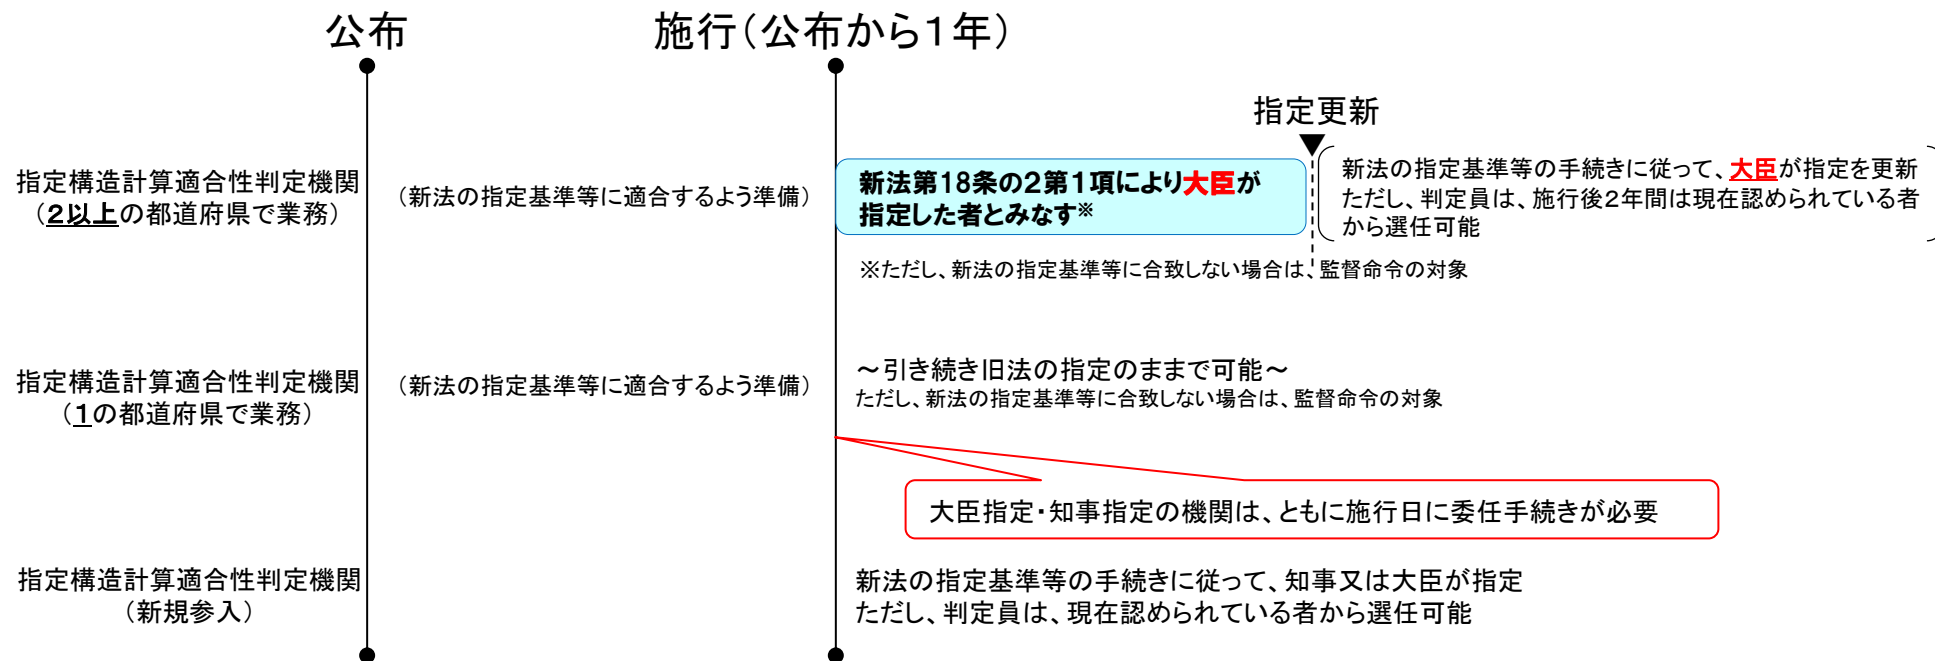 公布
施行(公布から1年)
指定更新
指定構造計算適合性判定機関
(2以上の都道府県で業務)
(新法の指定基準等に適合するよう準備)
新法第18条の2第1項により大臣が
指定した者とみなす※
新法の指定基準等の手続きに従って、大臣が指定を更新
ただし、判定員は、施行後2年間は現在認められている者
から選任可能
※ただし、新法の指定基準等に合致しない場合は、監督命令の対象
指定構造計算適合性判定機関
(1の都道府県で業務)
(新法の指定基準等に適合するよう準備)
～引き続き旧法の指定のままで可能～
ただし、新法の指定基準等に合致しない場合は、監督命令の対象
大臣指定・知事指定の機関は、ともに施行日に委任手続きが必要
指定構造計算適合性判定機関
(新規参入)
新法の指定基準等の手続きに従って、知事又は大臣が指定
ただし、判定員は、現在認められている者から選任可能